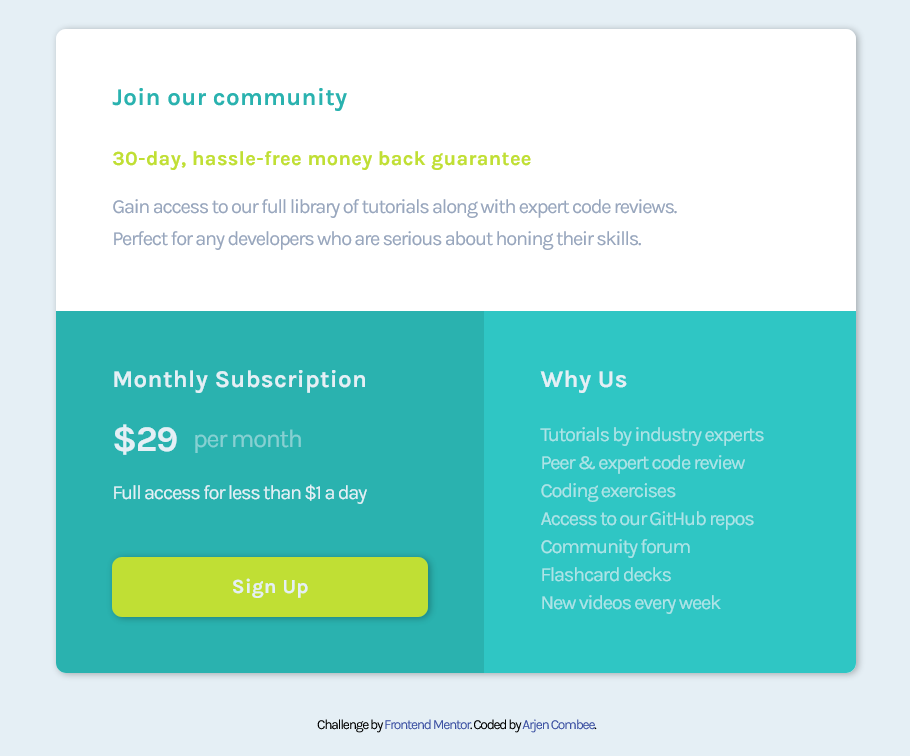 Join our community
30-day, hassle-free money back guarantee
Gain access to our full library of tutorials along with expert code reviews.
Perfect for any developers who are serious about honing their skills.
Monthly Subscription
$29 per month
Full access for less than $1 a day
Sign Up
Why Us
Tutorials by industry experts
Peer & expert code review
Coding exercises
Access to our GitHub repos
Community forum
Flashcard decks
New videos every week
Challenge by Frontend Mentor. Coded by Arjen Combee.